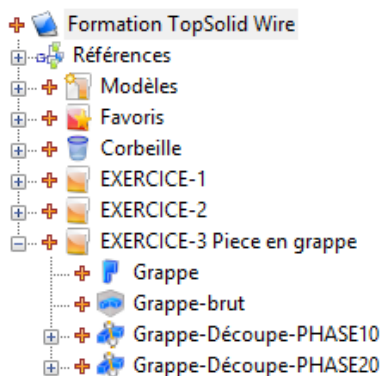 Formation TopSolid Wire
Références
Modèles
Favoris
Corbeille
EXERCICE-1
EXERCICE-2
EXERCICE-3 Piece en grappe
Grappe
Grappe-brut
Grappe-Découpe-PHASE10
Grappe-Découpe-PHASE20